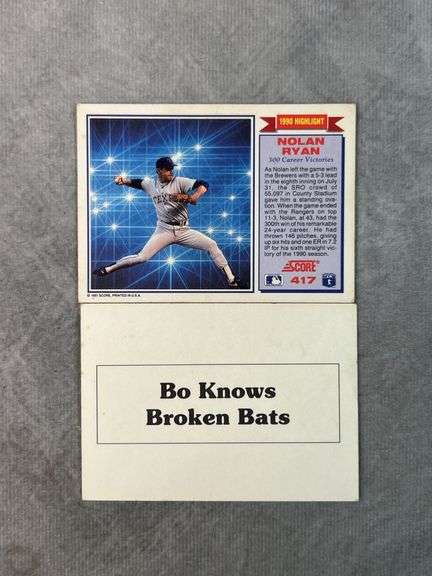 1990 HIGHLIGHT
NOLAN
RYAN
300 Career Victories
As Nolan left the game with
the Brewers with a 5-3 lead
in the eighth inning on July
31, the SRO crowd of
55,097 in County Stadium
gave him a standing ova-
tion. When the game ended
with the Rangers on top
11-3, Nolan, at 43, had the
300th win of his remarkable
24-year career. He had
thrown 146 pitches, giving
up six hits and one ER in 7.2
IP for his sixth straight vic-
tory of the 1990 season.
SCORE®
417
© 1991 SCORE, PRINTED IN U.S.A.
Bo Knows
Broken Bats